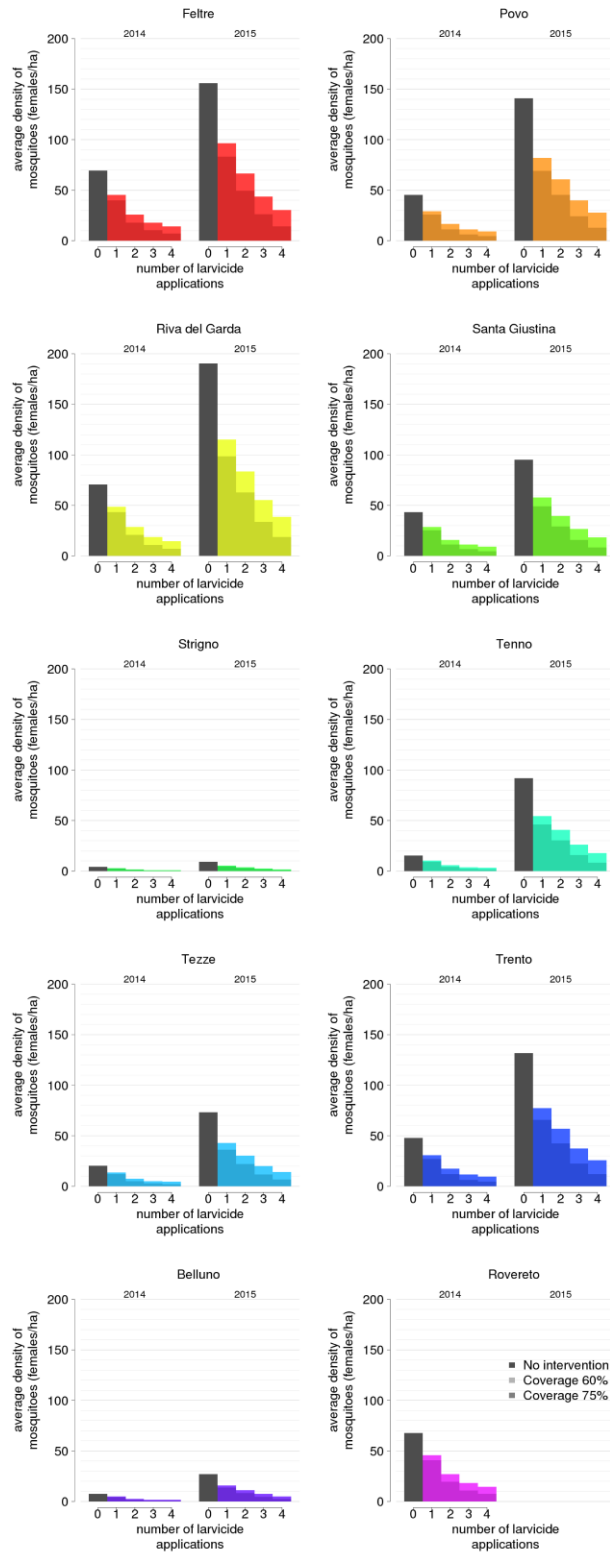 Feltre
2014 2015
average density of
mosquitoes (females/ha)
200
150
100
50
0
0 1 2 3 4 0 1 2 3 4
number of larvicide
applications
Povo
2014 2015
average density of
mosquitoes (females/ha)
200
150
100
50
0
0 1 2 3 4 0 1 2 3 4
number of larvicide
applications
Riva del Garda
2014 2015
average density of
mosquitoes (females/ha)
200
150
100
50
0
0 1 2 3 4 0 1 2 3 4
number of larvicide
applications
Santa Giustina
2014 2015
average density of
mosquitoes (females/ha)
200
150
100
50
0
0 1 2 3 4 0 1 2 3 4
number of larvicide
applications
Strigno
2014 2015
average density of
mosquitoes (females/ha)
200
150
100
50
0
0 1 2 3 4 0 1 2 3 4
number of larvicide
applications
Tenno
2014 2015
average density of
mosquitoes (females/ha)
200
150
100
50
0
0 1 2 3 4 0 1 2 3 4
number of larvicide
applications
Tezze
2014 2015
average density of
mosquitoes (females/ha)
200
150
100
50
0
0 1 2 3 4 0 1 2 3 4
number of larvicide
applications
Trento
2014 2015
average density of
mosquitoes (females/ha)
200
150
100
50
0
0 1 2 3 4 0 1 2 3 4
number of larvicide
applications
Belluno
2014 2015
average density of
mosquitoes (females/ha)
200
150
100
50
0
0 1 2 3 4 0 1 2 3 4
number of larvicide
applications
Rovereto
2014 2015
average density of
mosquitoes (females/ha)
200
150
100
50
0
No intervention
Coverage 60%
Coverage 75%
0 1 2 3 4
number of larvicide
applications